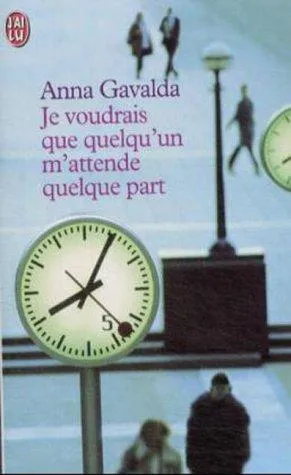 J'AI
LU
Anna Gavalda
Je voudrais
que quelqu'un
m'attende
quelque part
5